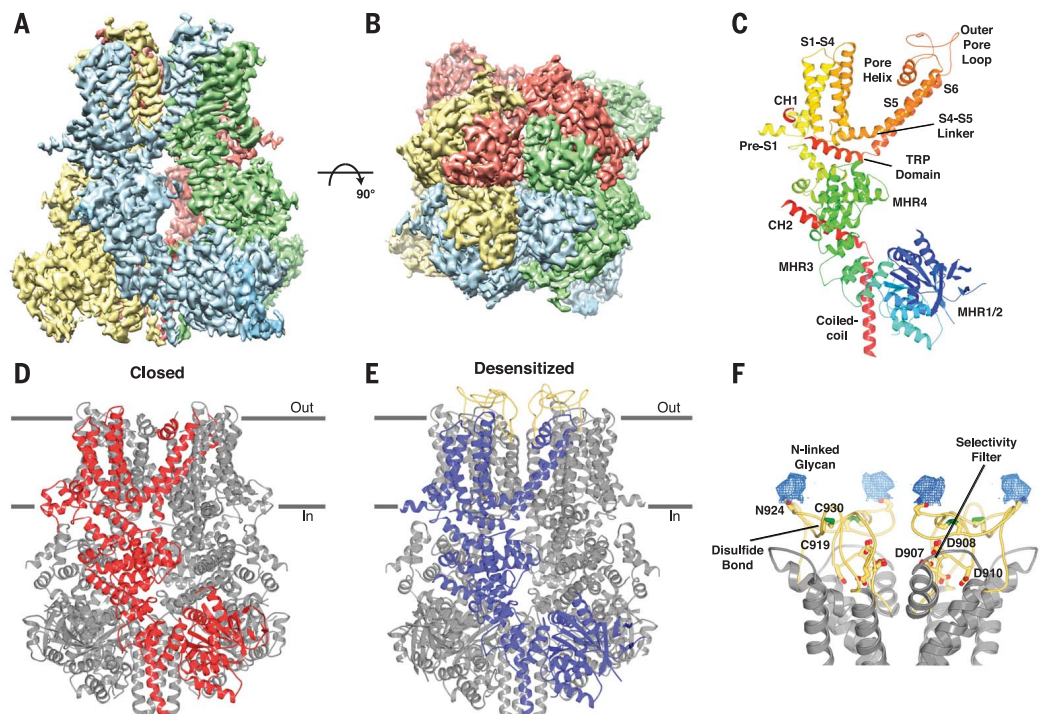 A
B
90°
C
S1-S4
Outer
Pore
Loop
Pore
Helix
S6
S5
CH1
S4-S5
Linker
Pre-S1
TRP
Domain
MHR4
CH2
MHR3
MHR1/2
Coiled-
coil
D
Closed
Out
In
E
Desensitized
Out
In
F
Selectivity
Filter
N-linked
Glycan
N924
C930
C919
Disulfide
Bond
D907
D908
D910